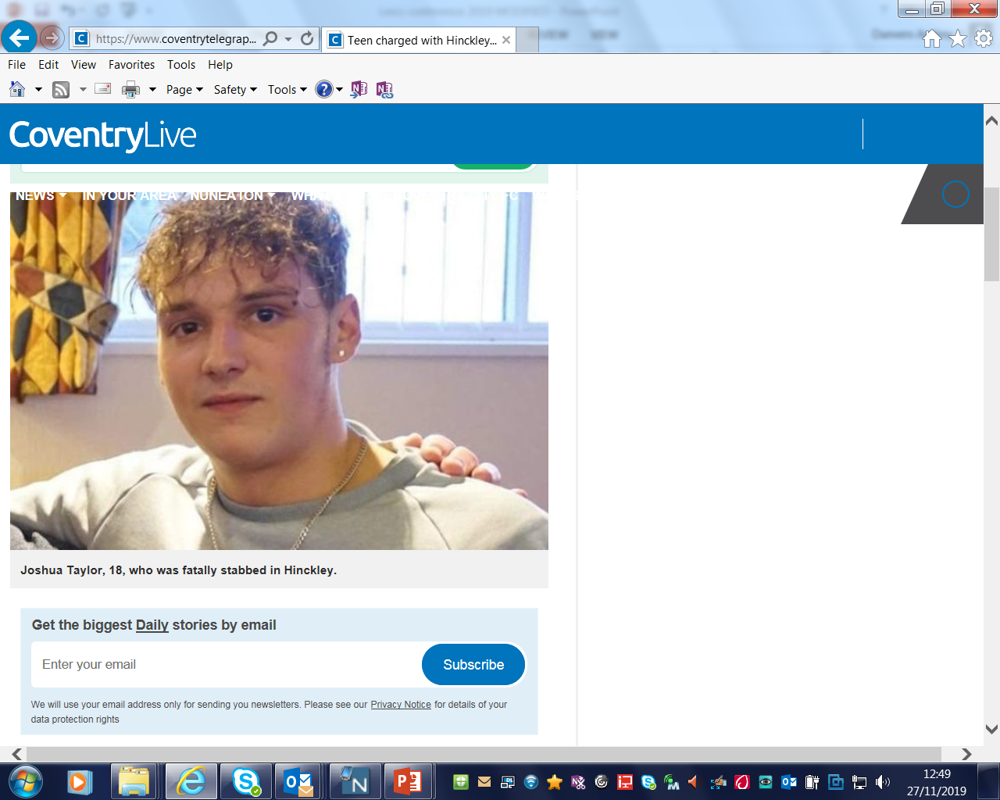 https://www.coventrytelegrap...
Teen charged with Hinckley...
File Edit View Favorites Tools Help
Page Safety Tools
CoventryLive
NEWS IN YOUR AREA NUNEATON
Joshua Taylor, 18, who was fatally stabbed in Hinckley.
Get the biggest Daily stories by email
Enter your email
Subscribe
We will use your email address only for sending you newsletters. Please see our Privacy Notice for details of your
data protection rights
12:49
27/11/2019